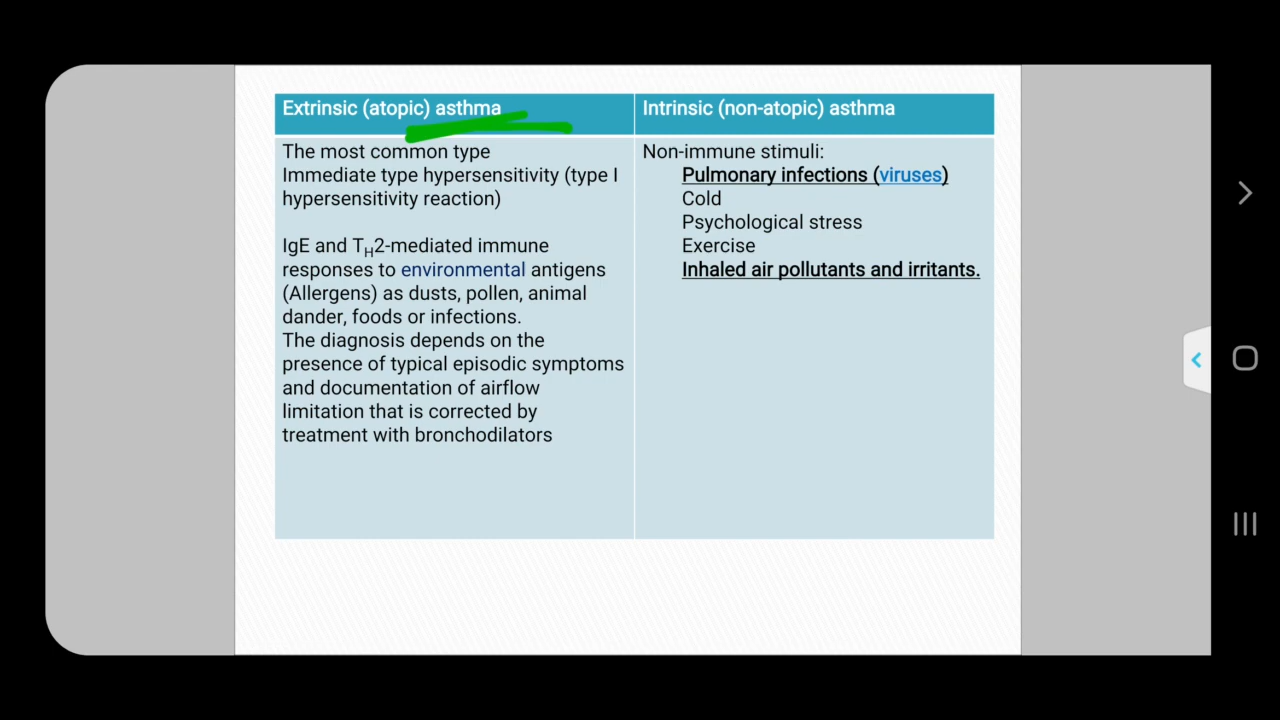 Extrinsic (atopic) asthma
The most common type
Immediate type hypersensitivity (type I
hypersensitivity reaction)
IgE and TH2-mediated immune
responses to environmental antigens
(Allergens) as dusts, pollen, animal
dander, foods or infections.
The diagnosis depends on the
presence of typical episodic symptoms
and documentation of airflow
limitation that is corrected by
treatment with bronchodilators
Intrinsic (non-atopic) asthma
Non-immune stimuli:
Pulmonary infections (viruses)
Cold
Psychological stress
Exercise
Inhaled air pollutants and irritants.